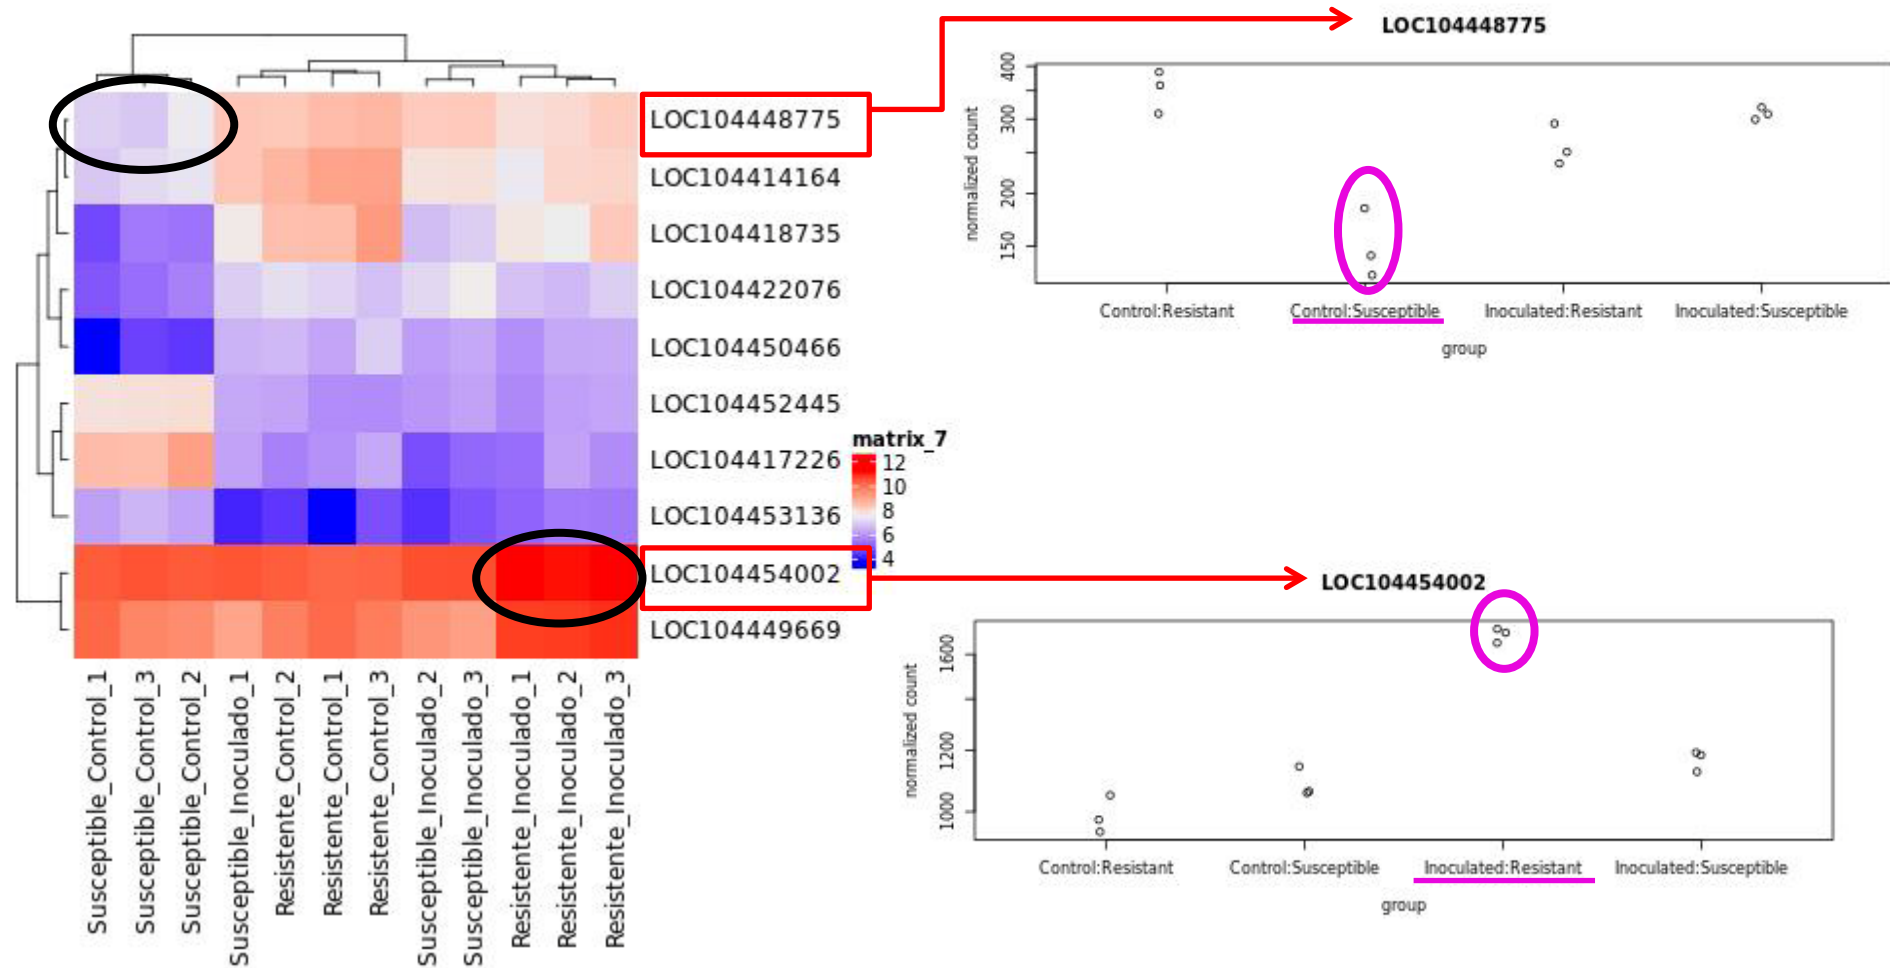 LOC104448775
LOC104414164
LOC104418735
LOC104422076
LOC104450466
LOC104452445
LOC104417226
LOC104453136
LOC104454002
LOC104449669
Susceptible_Control_1
Susceptible_Control_3
Susceptible_Control_2
Susceptible_Inoculado_1
Resistente_Control_2
Resistente_Control_1
Resistente_Control_3
Susceptible_Inoculado_2
Susceptible_Inoculado_3
Resistente_Inoculado_1
Resistente_Inoculado_2
Resistente_Inoculado_3
matrix_7
12
10
8
6
4
LOC104448775
normalized count
400
300
200
150
Control:Resistant
Control:Susceptible
Inoculated:Resistant
Inoculated:Susceptible
group
LOC104454002
normalized count
1600
1200
1000
Control:Resistant
Control:Susceptible
Inoculated:Resistant
Inoculated:Susceptible
group